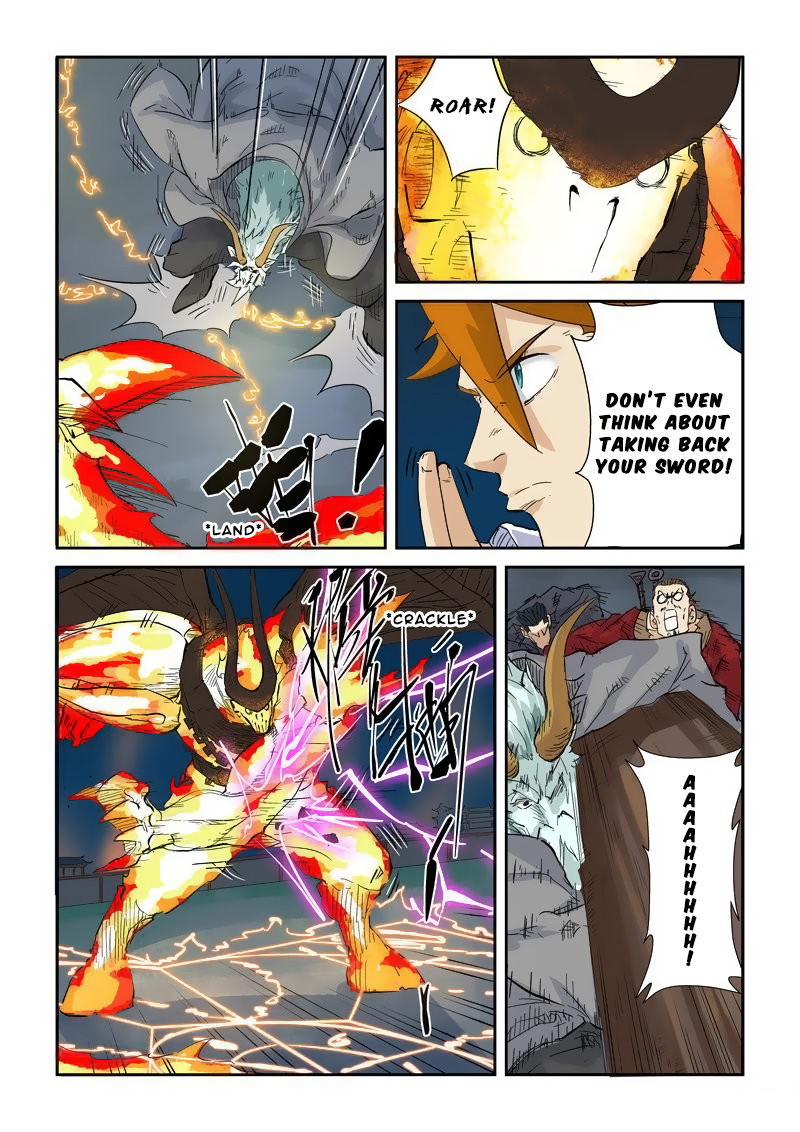 ROAR!
*LAND*
DON'T EVEN
THINK ABOUT
TAKING BACK
YOUR SWORD!
*CRACKLE*
AAAAHHHHHH!